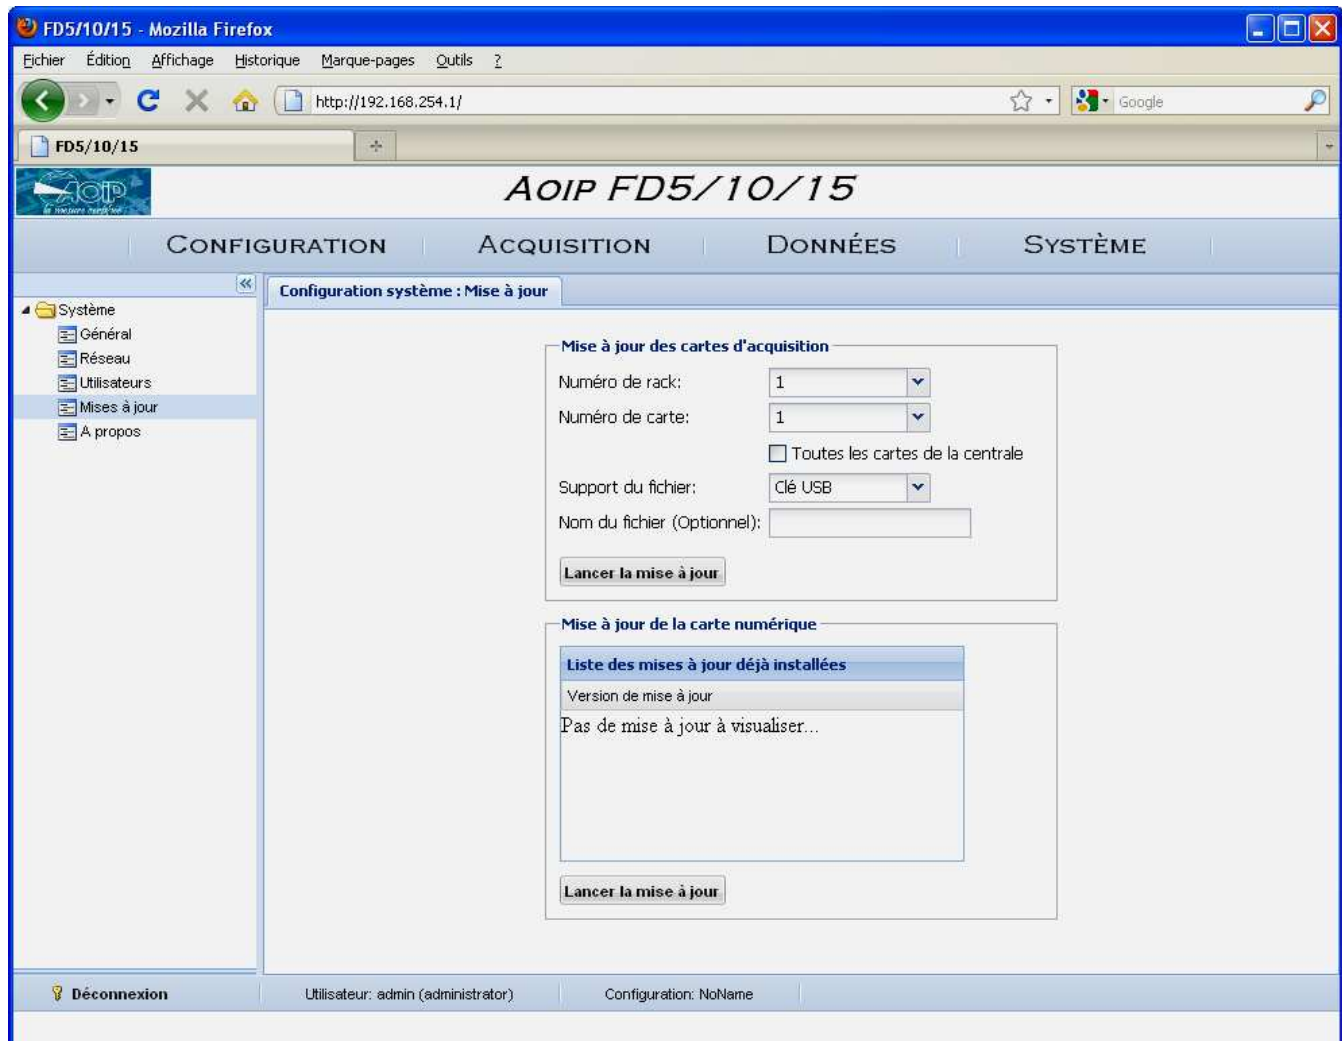 FD5/10/15 - Mozilla Firefox
Fichier Édition Affichage Historique Marque-pages Outils ?
http://192.168.254.1/ Google
FD5/10/15
AOIP AOIP FD5/10/15
CONFIGURATION ACQUISITION DONNÉES SYSTÈME
Configuration système : Mise à jour
Système
Général
Réseau
Utilisateurs
Mises à jour
A propos
Mise à jour des cartes d'acquisition
Numéro de rack: 1
Numéro de carte: 1
Toutes les cartes de la centrale
Support du fichier: Clé USB
Nom du fichier (Optionnel):
Lancer la mise à jour
Mise à jour de la carte numérique
Liste des mises à jour déjà installées
Version de mise à jour
Pas de mise à jour à visualiser...
Lancer la mise à jour
Déconnexion Utilisateur: admin (administrator) Configuration: NoName